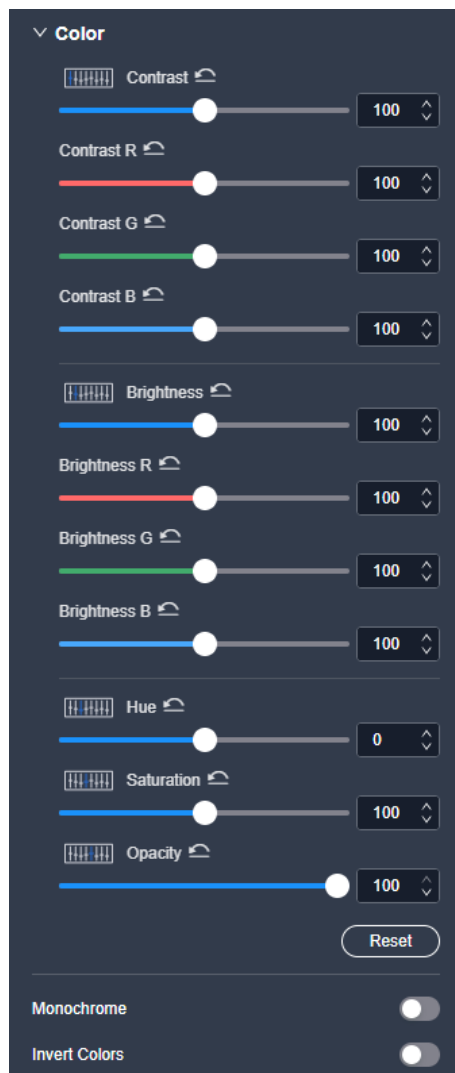 Color
Contrast
100
Contrast R
100
Contrast G
100
Contrast B
100
Brightness
100
Brightness R
100
Brightness G
100
Brightness B
100
Hue
0
Saturation
100
Opacity
100
Reset
Monochrome
Invert Colors